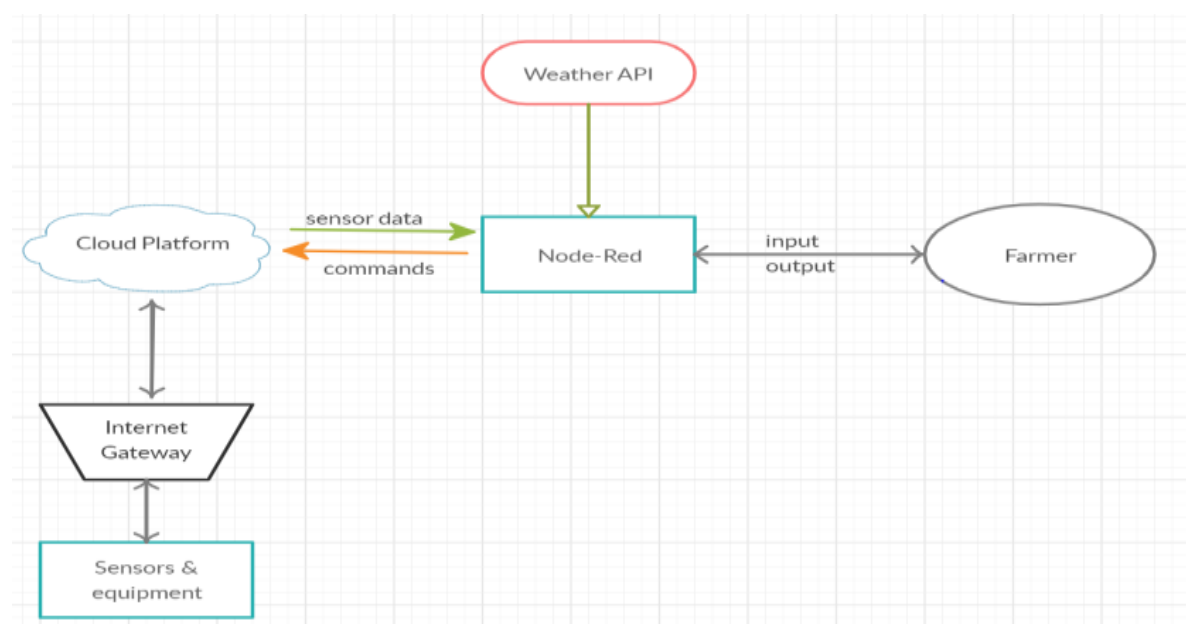 Weather API
sensor data
Cloud Platform
commands
Node-Red
input
output
Farmer
Internet
Gateway
Sensors &
equipment